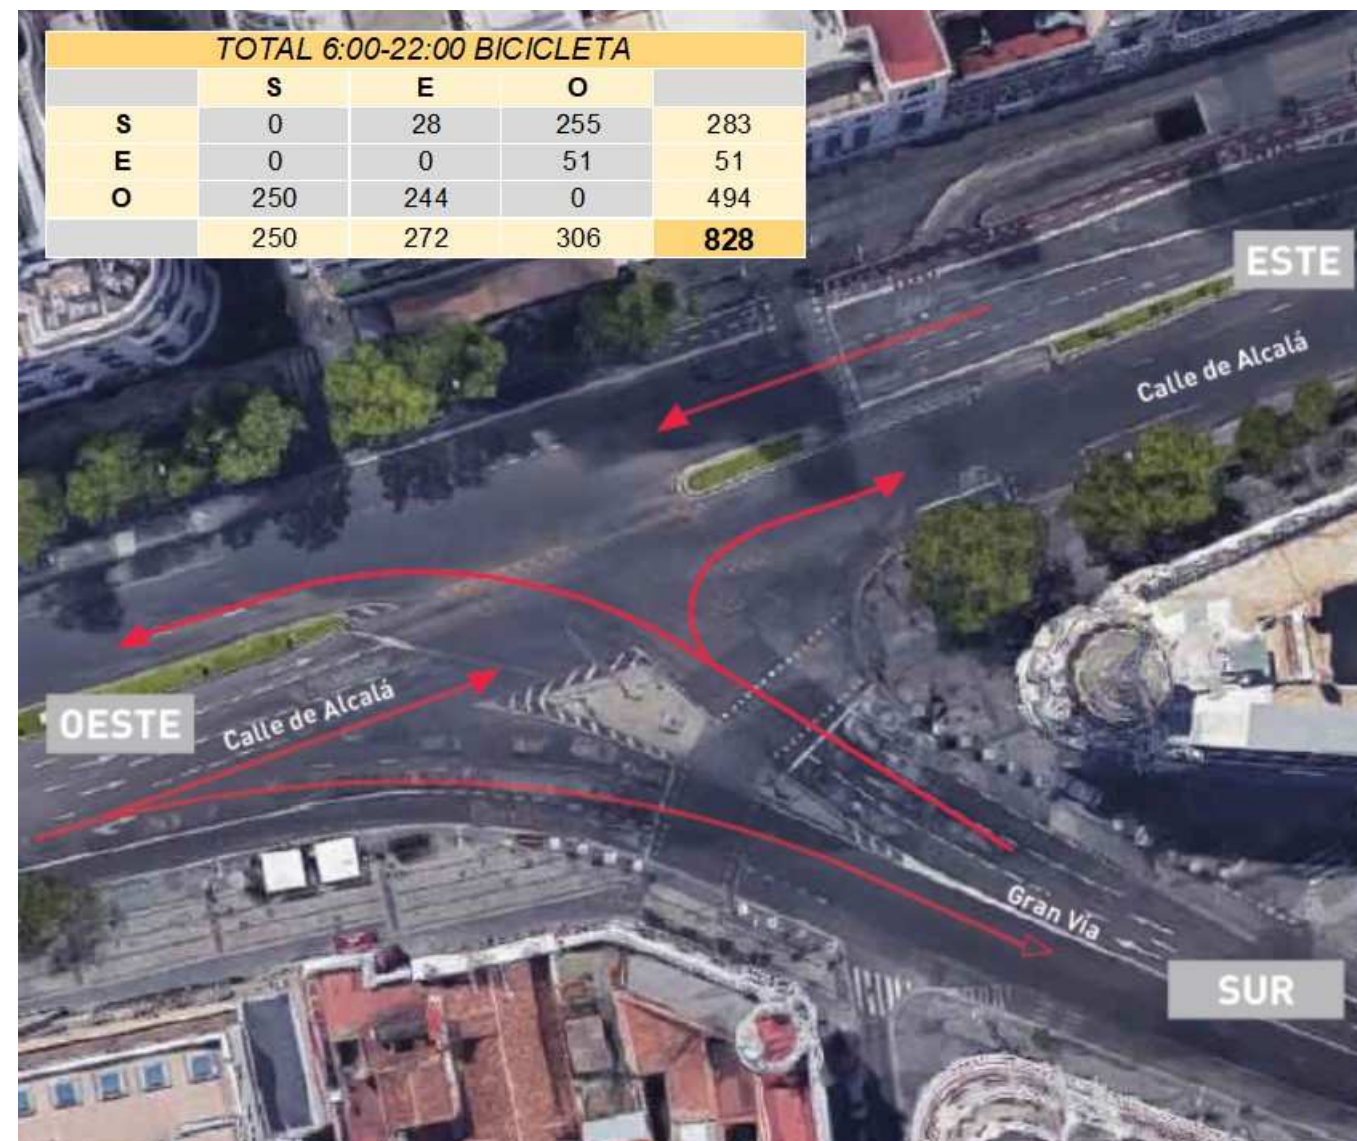 TOTAL 6:00-22:00 BICICLETA
S E O
S 0 28 255 283
E 0 0 51 51
O 250 244 0 494
250 272 306 828
ESTE
Calle de Alcalá
OESTE
Calle de Alcalá
Gran Vía
SUR